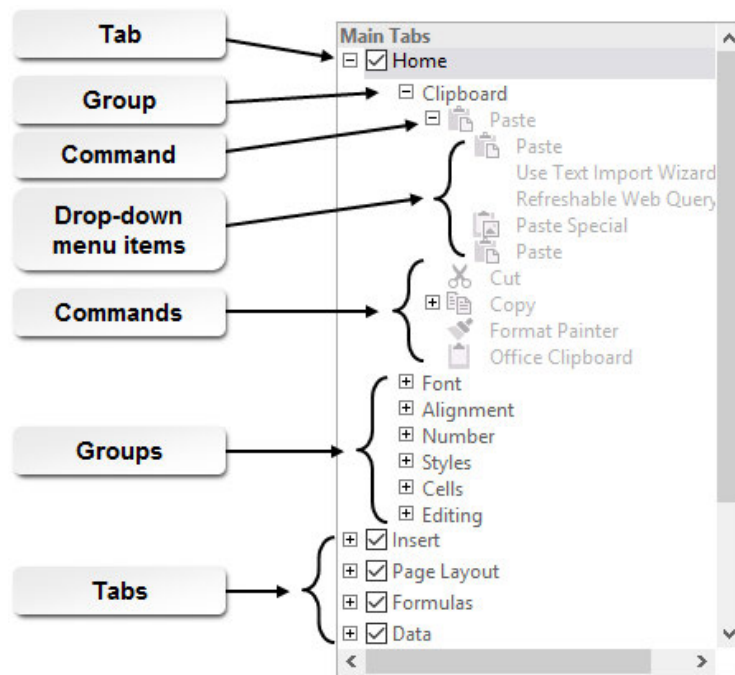 Tab
Group
Command
Drop-down
menu items
Commands
Groups
Tabs
Main Tabs
Home
Clipboard
Paste
Paste
Use Text Import Wizard
Refreshable Web Query
Paste Special
Paste
Cut
Copy
Format Painter
Office Clipboard
Font
Alignment
Number
Styles
Cells
Editing
Insert
Page Layout
Formulas
Data